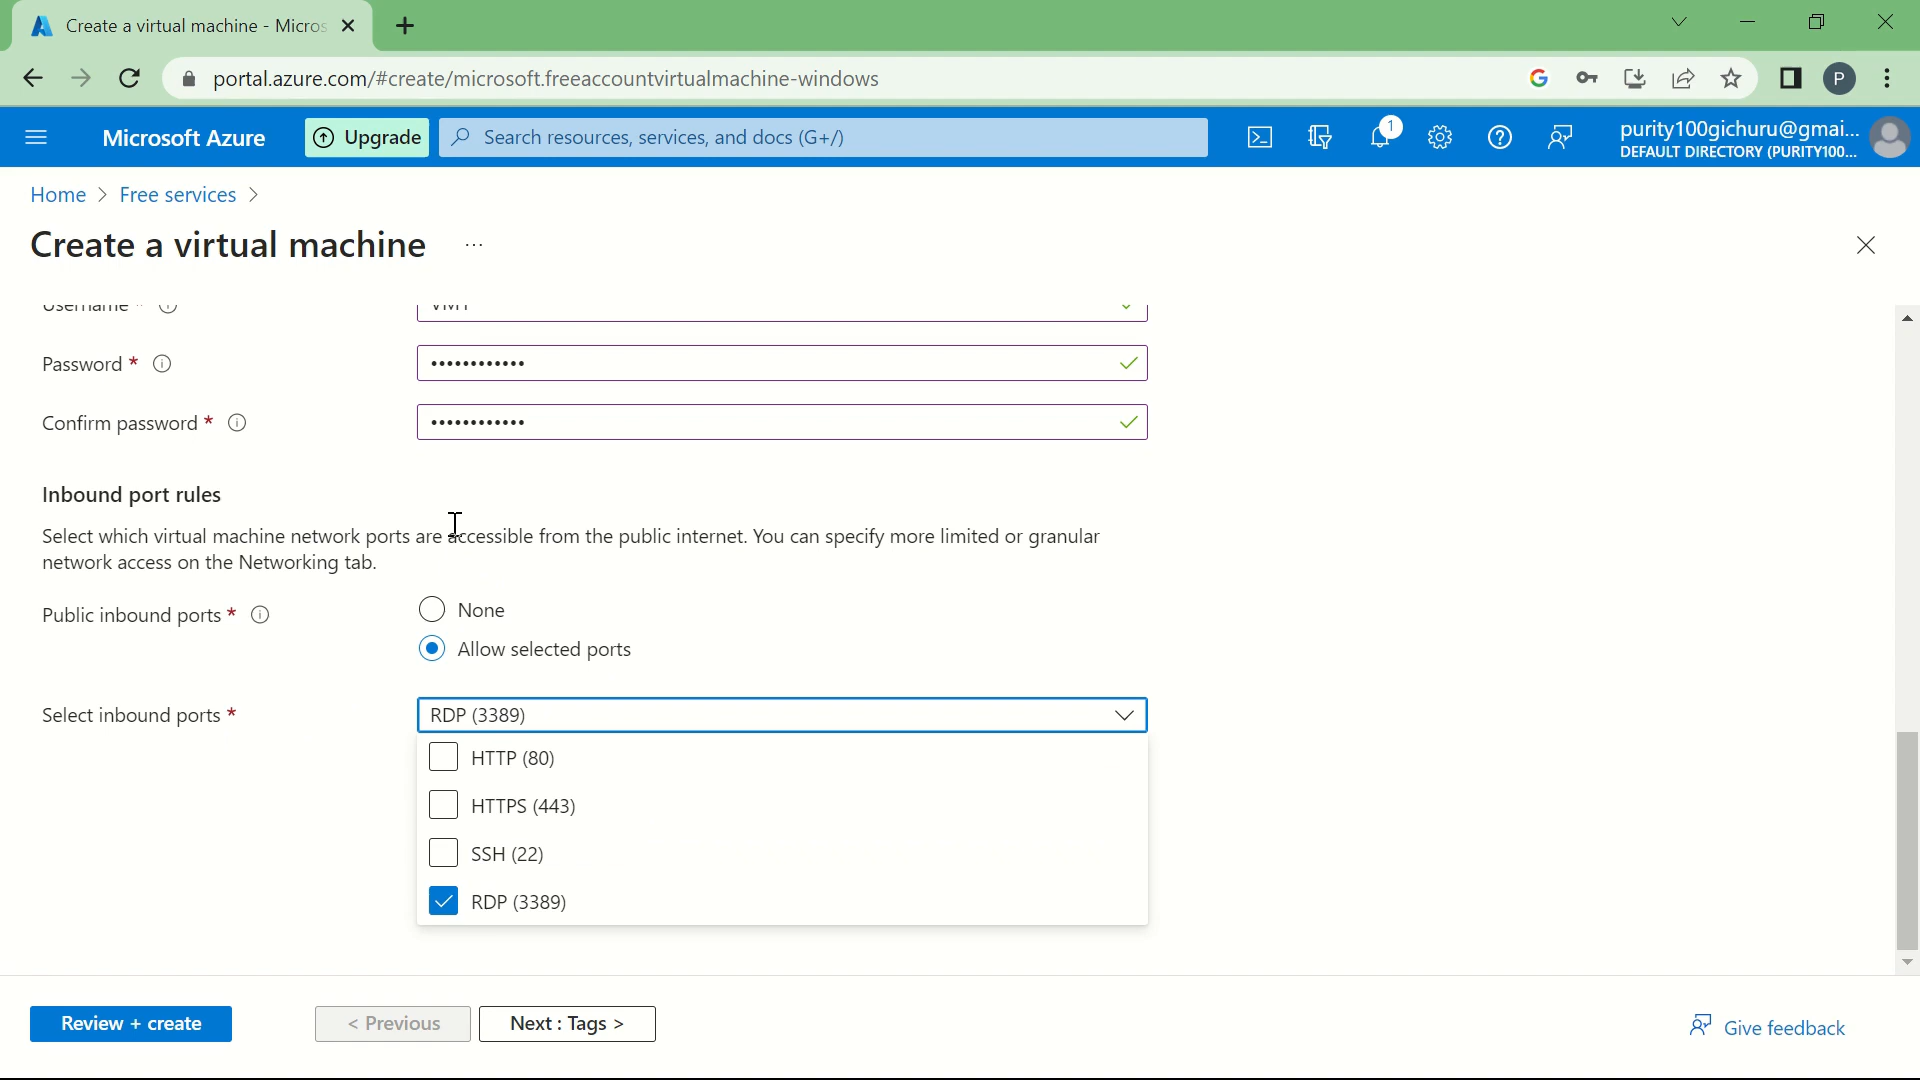 Create a virtual machine - Micros
portal.azure.com/#create/microsoft.freeaccountvirtualmachine-windows
G
P
Microsoft Azure
Upgrade
Search resources, services, and docs (G+/)
1
purity100gichuru@gmai...
DEFAULT DIRECTORY (PURITY100...
Home > Free services >
Create a virtual machine ...
Username *
VM1
Password *
••••••••••••
Confirm password *
••••••••••••
Inbound port rules
Select which virtual machine network ports are accessible from the public internet. You can specify more limited or granular
network access on the Networking tab.
Public inbound ports *
None
Allow selected ports
Select inbound ports *
RDP (3389)
HTTP (80)
HTTPS (443)
SSH (22)
RDP (3389)
Review + create
< Previous
Next : Tags >
Give feedback